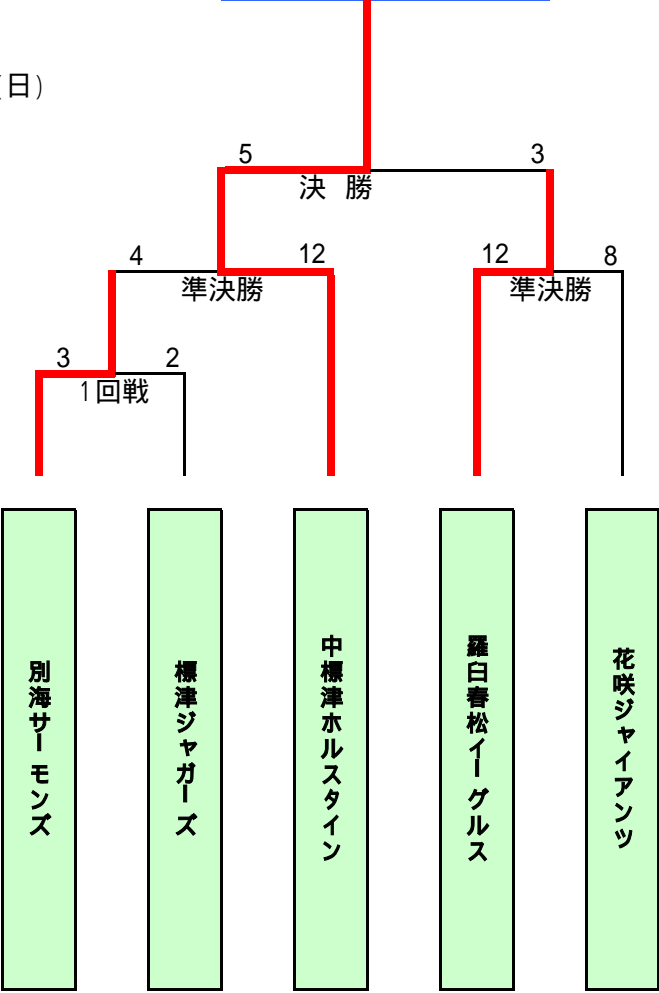 (日)
5 3
決 勝
4 12 12 8
準決勝 準決勝
3 2
1回戦
別海サーモンズ
標津ジャガーズ
中標津ホルスタイン
羅臼春松イーグルス
花咲ジャイアンツ